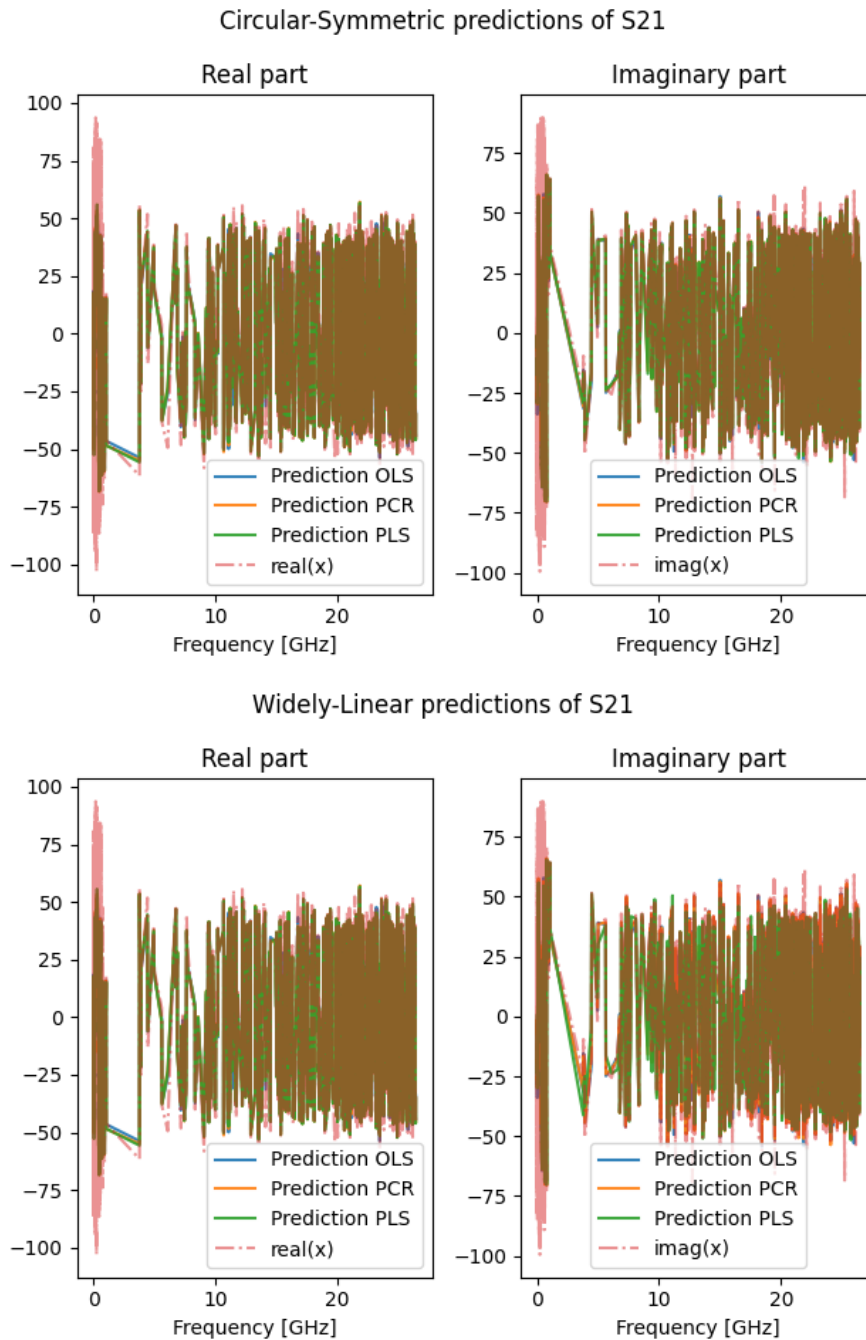 Circular-Symmetric predictions of S21
Real part
Imaginary part
100
75
50
25
0
−25
−50
−75
−100
75
50
25
0
−25
−50
−75
−100
Prediction OLS
Prediction PCR
Prediction PLS
real(x)
Prediction OLS
Prediction PCR
Prediction PLS
imag(x)
0 10 20
0 10 20
Frequency [GHz]
Frequency [GHz]
Widely-Linear predictions of S21
Real part
Imaginary part
100
75
50
25
0
−25
−50
−75
−100
75
50
25
0
−25
−50
−75
−100
Prediction OLS
Prediction PCR
Prediction PLS
real(x)
Prediction OLS
Prediction PCR
Prediction PLS
imag(x)
0 10 20
0 10 20
Frequency [GHz]
Frequency [GHz]